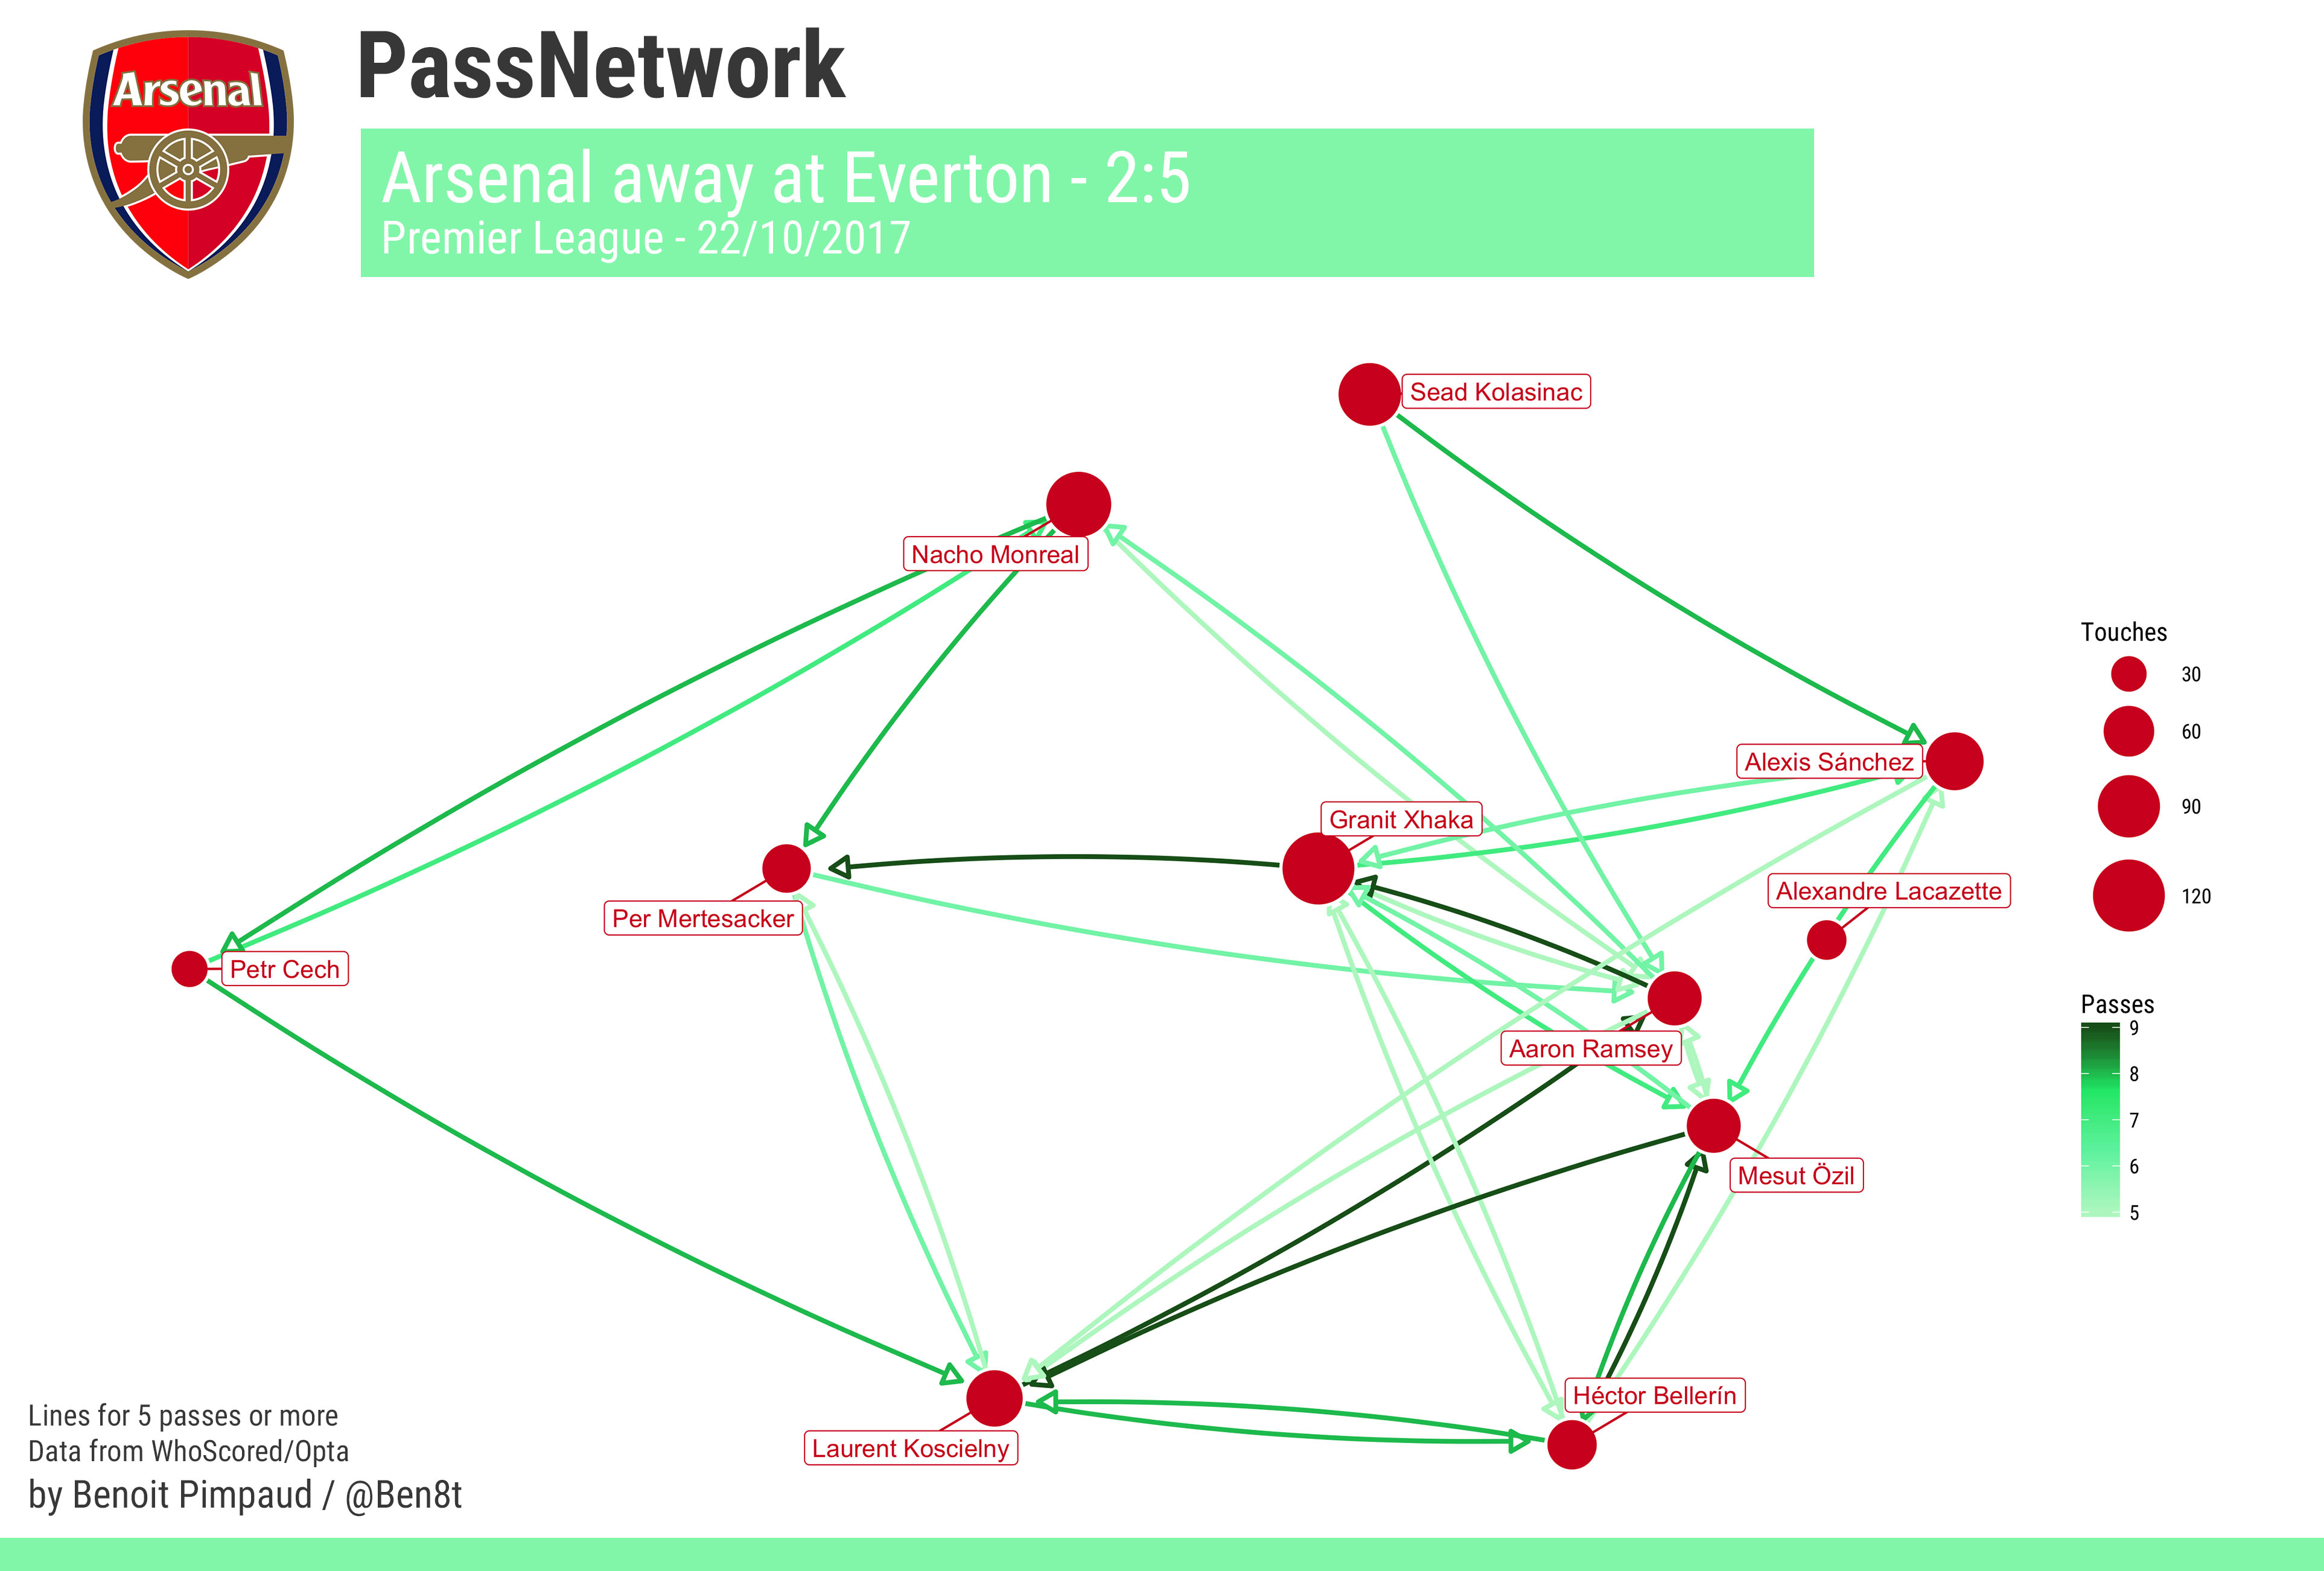 Arsenal
PassNetwork
Arsenal away at Everton - 2:5
Premier League - 22/10/2017
Sead Kolasinac
Nacho Monreal
Alexis Sánchez
Granit Xhaka
Alexandre Lacazette
Per Mertesacker
Petr Cech
Aaron Ramsey
Mesut Özil
Héctor Bellerín
Laurent Koscielny
Touches
30
60
90
120
Passes
9
8
7
6
5
Lines for 5 passes or more
Data from WhoScored/Opta
by Benoit Pimpaud / @Ben8t